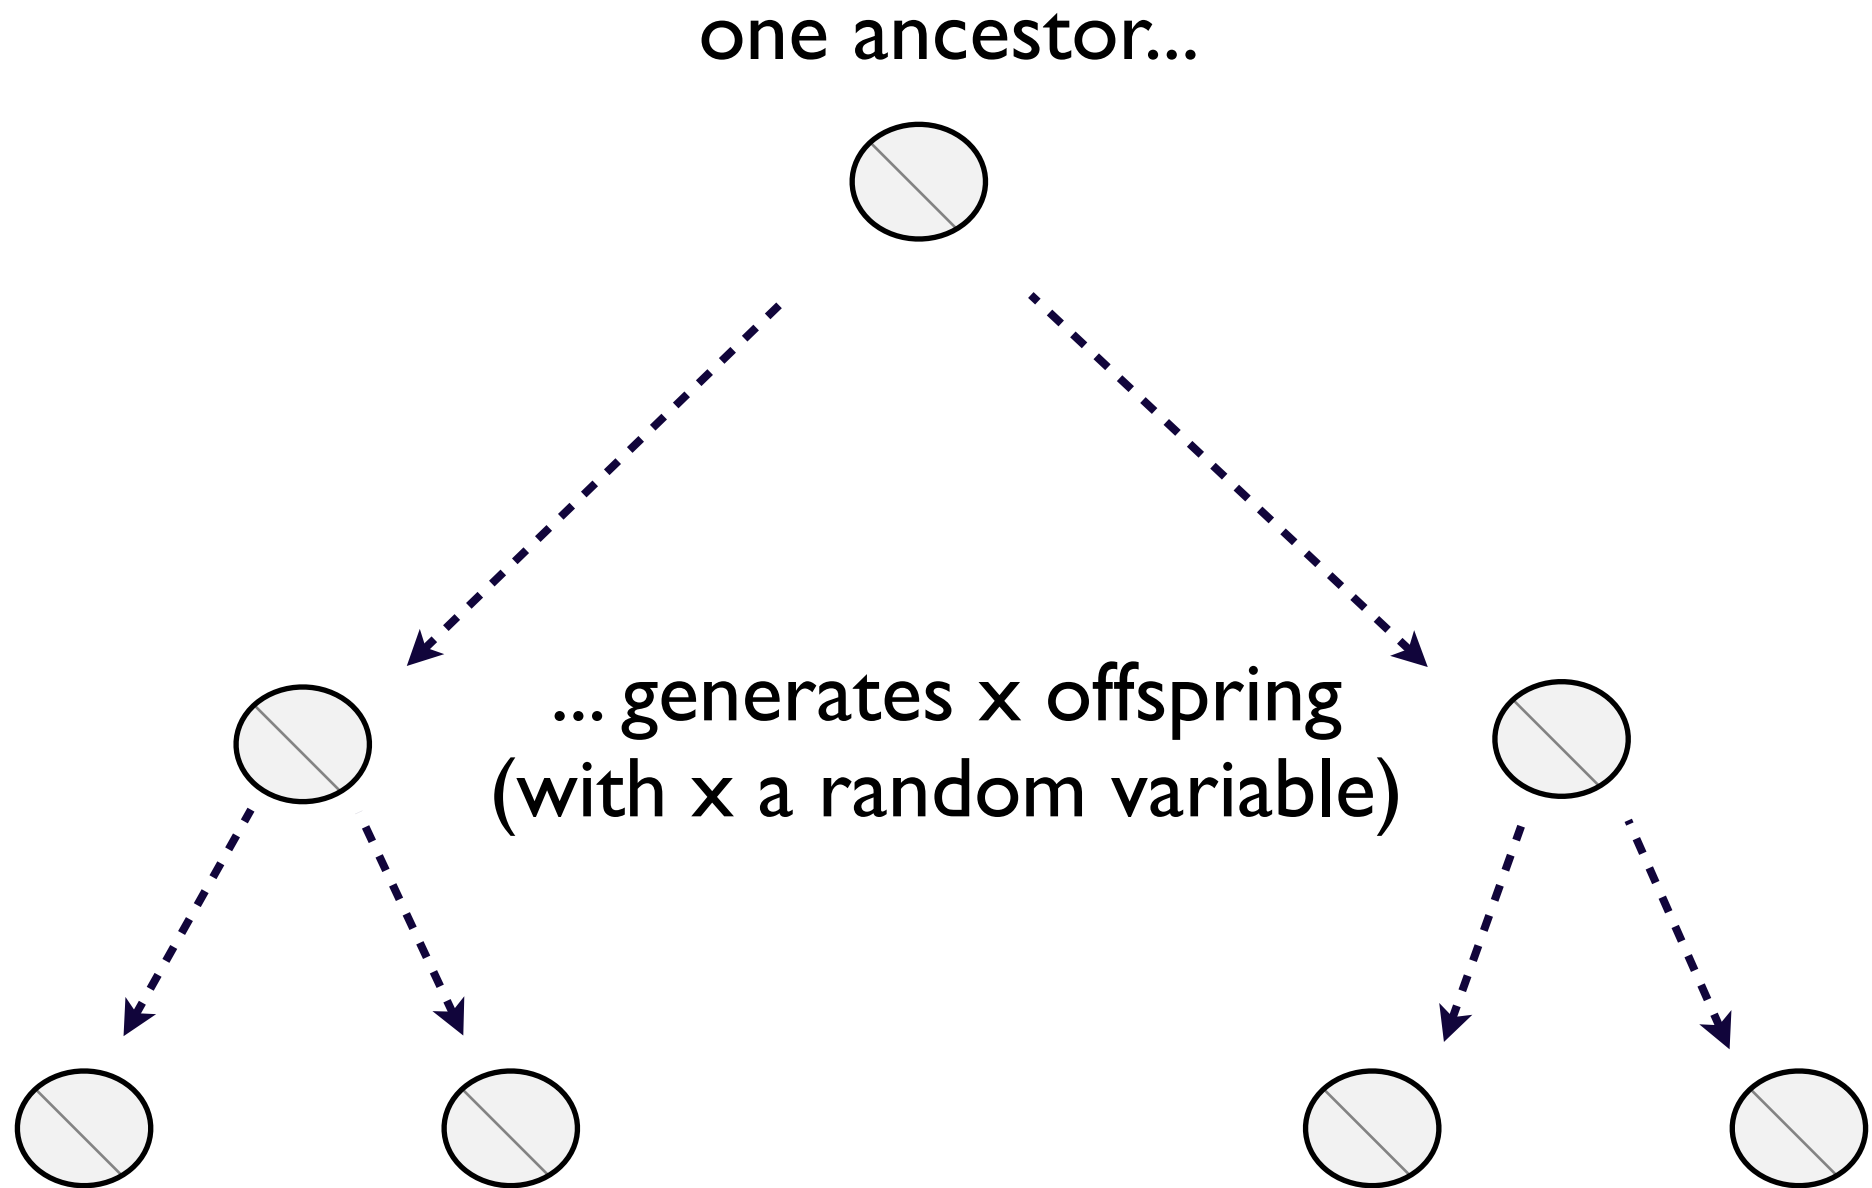 one ancestor...
... generates x offspring
(with x a random variable)